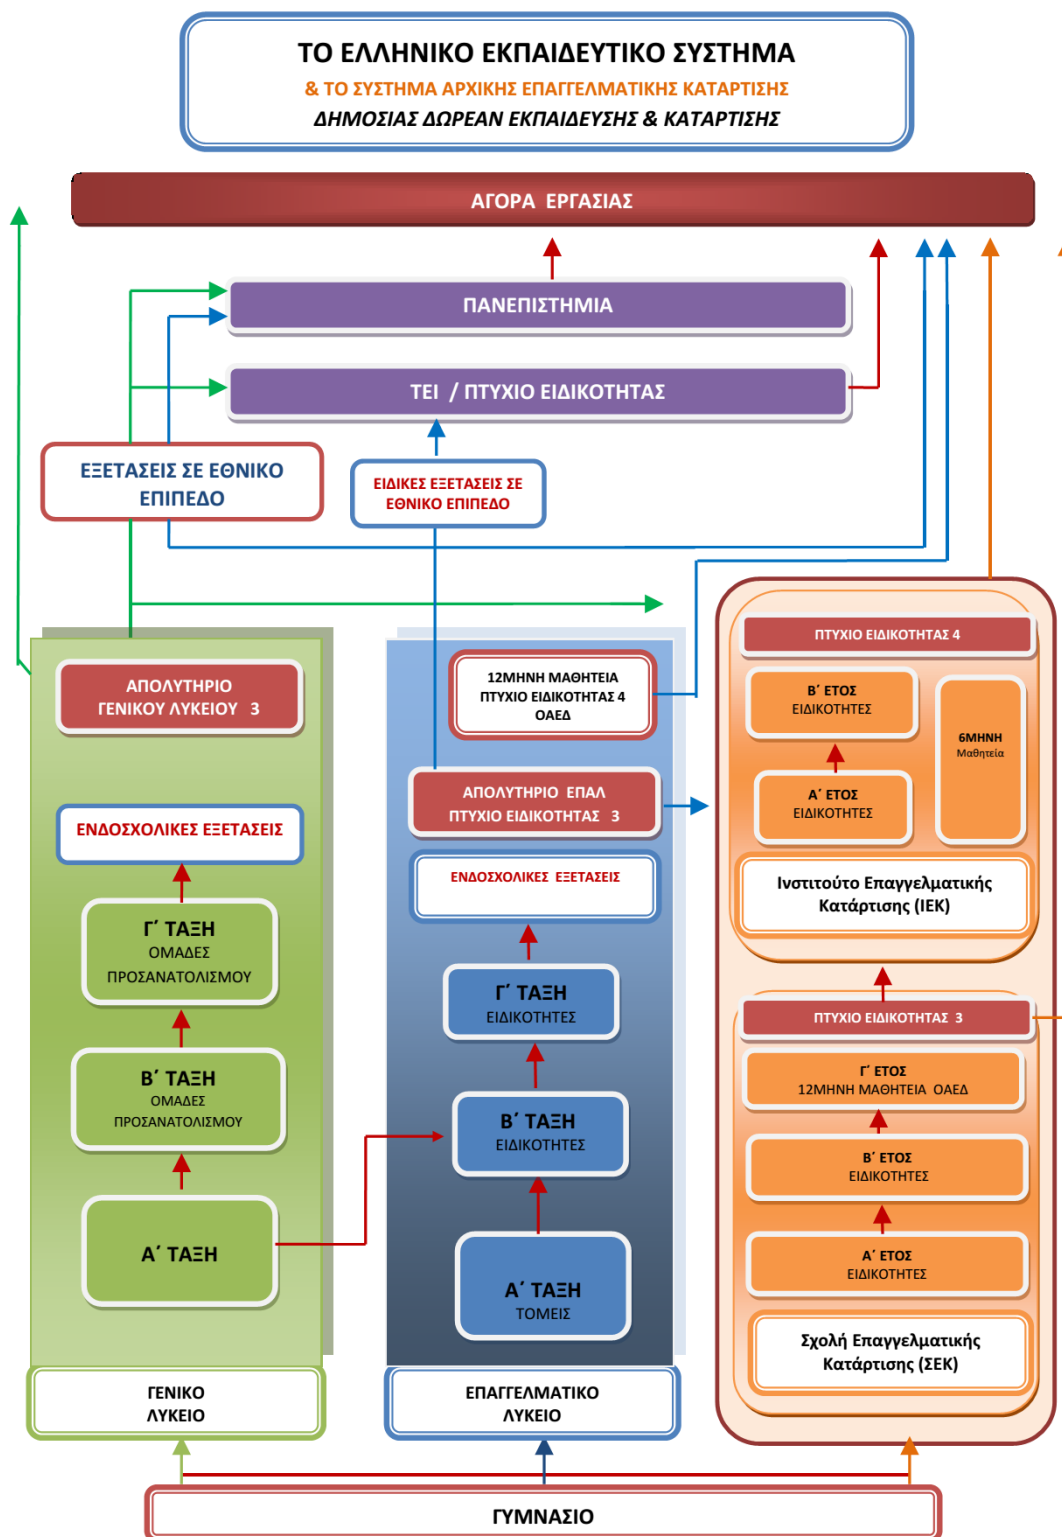 ΤΟ ΕΛΛΗΝΙΚΟ ΕΚΠΑΙΔΕΥΤΙΚΟ ΣΥΣΤΗΜΑ
& ΤΟ ΣΥΣΤΗΜΑ ΑΡΧΙΚΗΣ ΕΠΑΓΓΕΛΜΑΤΙΚΗΣ ΚΑΤΑΡΤΙΣΗΣ
ΔΗΜΟΣΙΑΣ ΔΩΡΕΑΝ ΕΚΠΑΙΔΕΥΣΗΣ & ΚΑΤΑΡΤΙΣΗΣ
ΑΓΟΡΑ ΕΡΓΑΣΙΑΣ
ΠΑΝΕΠΙΣΤΗΜΙΑ
ΤΕΙ / ΠΤΥΧΙΟ ΕΙΔΙΚΟΤΗΤΑΣ
ΕΞΕΤΑΣΕΙΣ ΣΕ ΕΘΝΙΚΟ
ΕΠΙΠΕΔΟ
ΕΙΔΙΚΕΣ ΕΞΕΤΑΣΕΙΣ ΣΕ
ΕΘΝΙΚΟ ΕΠΙΠΕΔΟ
ΑΠΟΛΥΤΗΡΙΟ
ΓΕΝΙΚΟΥ ΛΥΚΕΙΟΥ 3
ΕΝΔΟΣΧΟΛΙΚΕΣ ΕΞΕΤΑΣΕΙΣ
Γ΄ ΤΑΞΗ
ΟΜΑΔΕΣ
ΠΡΟΣΑΝΑΤΟΛΙΣΜΟΥ
Β΄ ΤΑΞΗ
ΟΜΑΔΕΣ
ΠΡΟΣΑΝΑΤΟΛΙΣΜΟΥ
Α΄ ΤΑΞΗ
ΓΕΝΙΚΟ
ΛΥΚΕΙΟ
12ΜΗΝΗ ΜΑΘΗΤΕΙΑ
ΠΤΥΧΙΟ ΕΙΔΙΚΟΤΗΤΑΣ 4
ΟΑΕΔ
ΑΠΟΛΥΤΗΡΙΟ ΕΠΑΛ
ΠΤΥΧΙΟ ΕΙΔΙΚΟΤΗΤΑΣ 3
ΕΝΔΟΣΧΟΛΙΚΕΣ ΕΞΕΤΑΣΕΙΣ
Γ΄ ΤΑΞΗ
ΕΙΔΙΚΟΤΗΤΕΣ
Β΄ ΤΑΞΗ
ΕΙΔΙΚΟΤΗΤΕΣ
Α΄ ΤΑΞΗ
ΤΟΜΕΙΣ
ΕΠΑΓΓΕΛΜΑΤΙΚΟ
ΛΥΚΕΙΟ
ΠΤΥΧΙΟ ΕΙΔΙΚΟΤΗΤΑΣ 4
Β΄ ΕΤΟΣ
ΕΙΔΙΚΟΤΗΤΕΣ
6ΜΗΝΗ
Μαθητεία
Α΄ ΕΤΟΣ
ΕΙΔΙΚΟΤΗΤΕΣ
Ινστιτούτο Επαγγελματικής
Κατάρτισης (ΙΕΚ)
ΠΤΥΧΙΟ ΕΙΔΙΚΟΤΗΤΑΣ 3
Γ΄ ΕΤΟΣ
12ΜΗΝΗ ΜΑΘΗΤΕΙΑ ΟΑΕΔ
Β΄ ΕΤΟΣ
ΕΙΔΙΚΟΤΗΤΕΣ
Α΄ ΕΤΟΣ
ΕΙΔΙΚΟΤΗΤΕΣ
Σχολή Επαγγελματικής
Κατάρτισης (ΣΕΚ)
ΓΥΜΝΑΣΙΟ